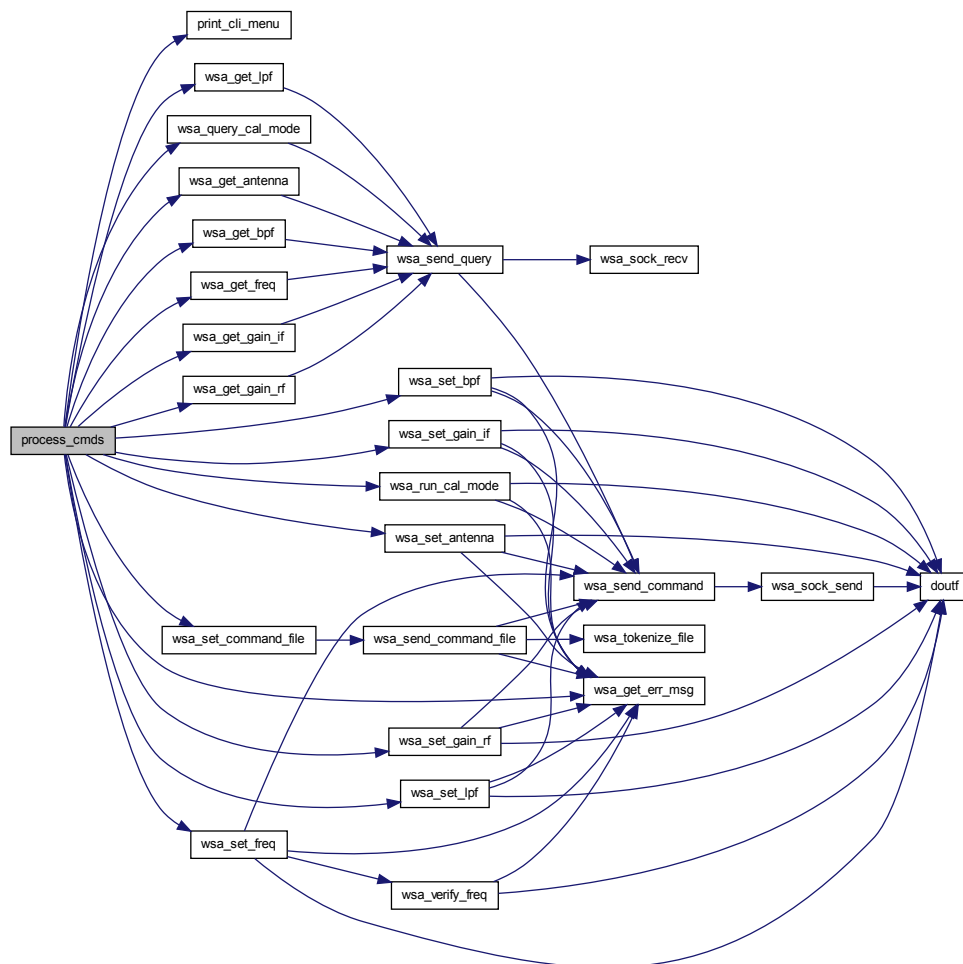 print_cli_menu
wsa_get_lpf
wsa_query_cal_mode
wsa_get_antenna
wsa_get_bpf
wsa_send_query
wsa_sock_recv
wsa_get_freq
wsa_get_gain_if
wsa_get_gain_rf
wsa_set_bpf
process_cmds
wsa_set_gain_if
wsa_run_cal_mode
wsa_set_antenna
wsa_send_command
wsa_sock_send
doutf
wsa_set_command_file
wsa_send_command_file
wsa_tokenize_file
wsa_get_err_msg
wsa_set_gain_rf
wsa_set_lpf
wsa_set_freq
wsa_verify_freq